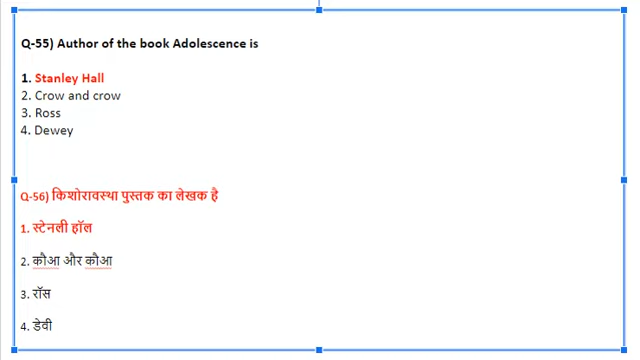 Q-55) Author of the book Adolescence is
1. Stanley Hall
2. Crow and crow
3. Ross
4. Dewey
Q-56) किशोरावस्था पुस्तक का लेखक है
1. स्टेनली हॉल
2. कौआ और कौआ
3. रॉस
4. डेवी